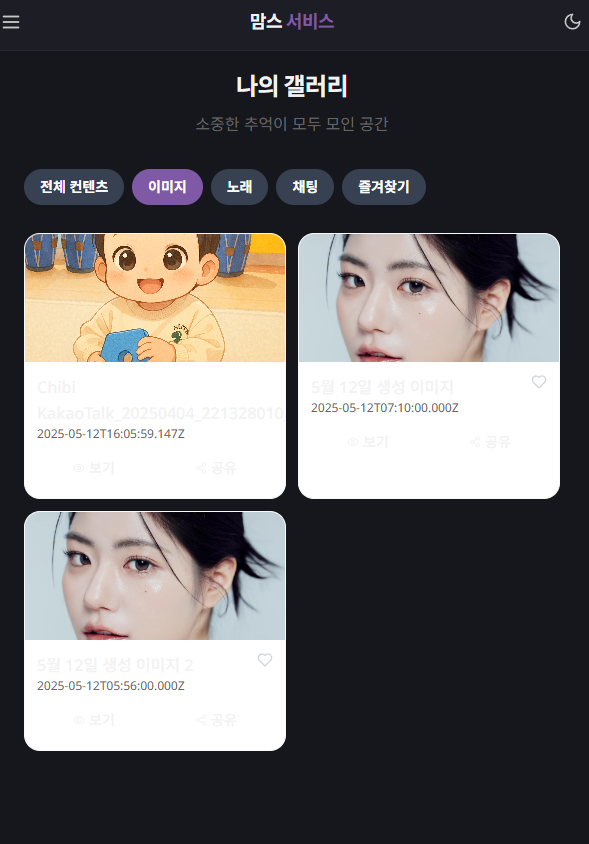 맘스 서비스
나의 갤러리
소중한 추억이 모두 모인 공간
전체 컨텐츠 이미지 노래 채팅 즐겨찾기
Chibi
KakaoTalk_20250404_221328010
2025-05-12T16:05:59.147Z
보기 공유
5월 12일 생성 이미지
2025-05-12T07:10:00.000Z
보기 공유
5월 12일 생성 이미지 2
2025-05-12T05:56:00.000Z
보기 공유